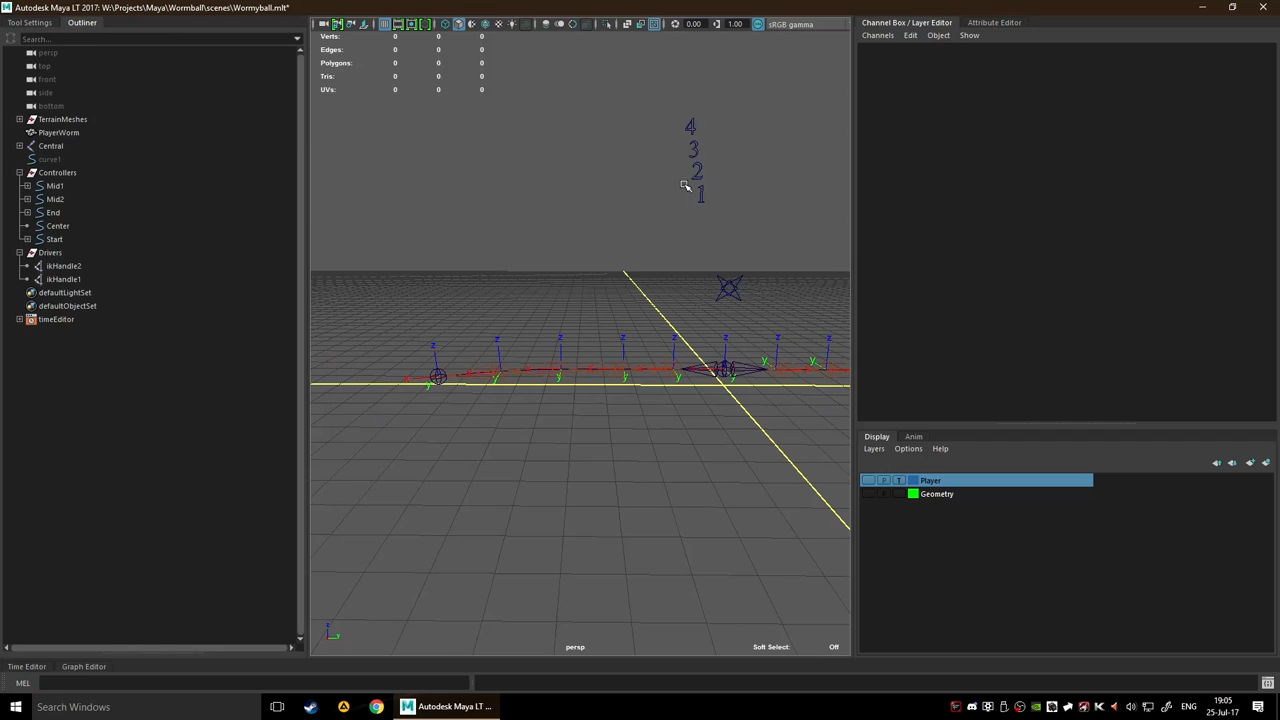 Autodesk Maya LT 2017: W:\Projects\Maya\Wormball\scenes\Wormyball.mlt*
Tool Settings
Outliner
Search...
persp
top
front
side
bottom
TerrainMeshes
PlayerWorm
Central
curve1
Controllers
Mid1
Mid2
End
Center
Start
Drivers
ikHandle2
ikHandle1
defaultLightSet
defaultObjectSet
timeEditor
0.00
1.00
sRGB gamma
Verts: 0 0 0
Edges: 0 0 0
Polygons: 0 0 0
Tris: 0 0 0
UVs: 0 0 0
4
3
2
1
z z z z z z z z
y y y y y y y y
z
y
persp
Soft Select: Off
Channel Box / Layer Editor
Attribute Editor
Channels Edit Object Show
Display Anim
Layers Options Help
P T Player
Geometry
Time Editor Graph Editor
MEL
Search Windows
Autodesk Maya LT ...
ENG
19:05
25-Jul-17